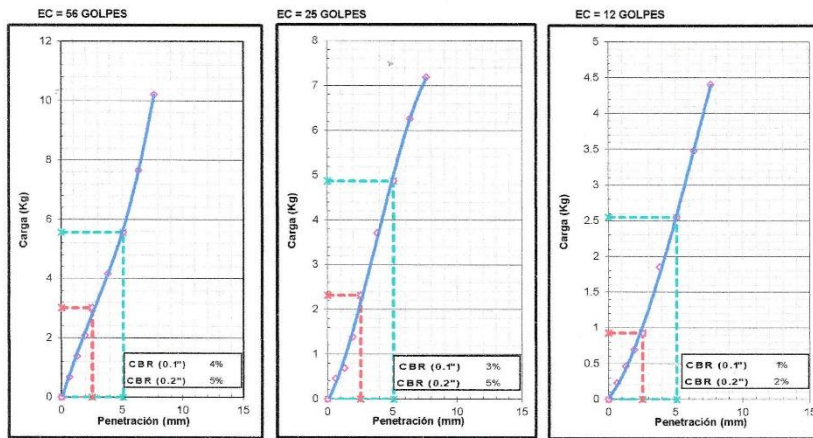 EC = 56 GOLPES
12
10
8
6
4
2
0
0
5
10
15
Carga (Kg)
Penetración (mm)
CBR (0.1") 4%
CBR (0.2") 5%
EC = 25 GOLPES
8
7
6
5
4
3
2
1
0
0
5
10
15
Carga (Kg)
Penetración (mm)
CBR (0.1") 3%
CBR (0.2") 5%
EC = 12 GOLPES
5
4.5
4
3.5
3
2.5
2
1.5
1
0.5
0
0
5
10
15
Carga (Kg)
Penetración (mm)
CBR (0.1") 1%
CBR (0.2") 2%